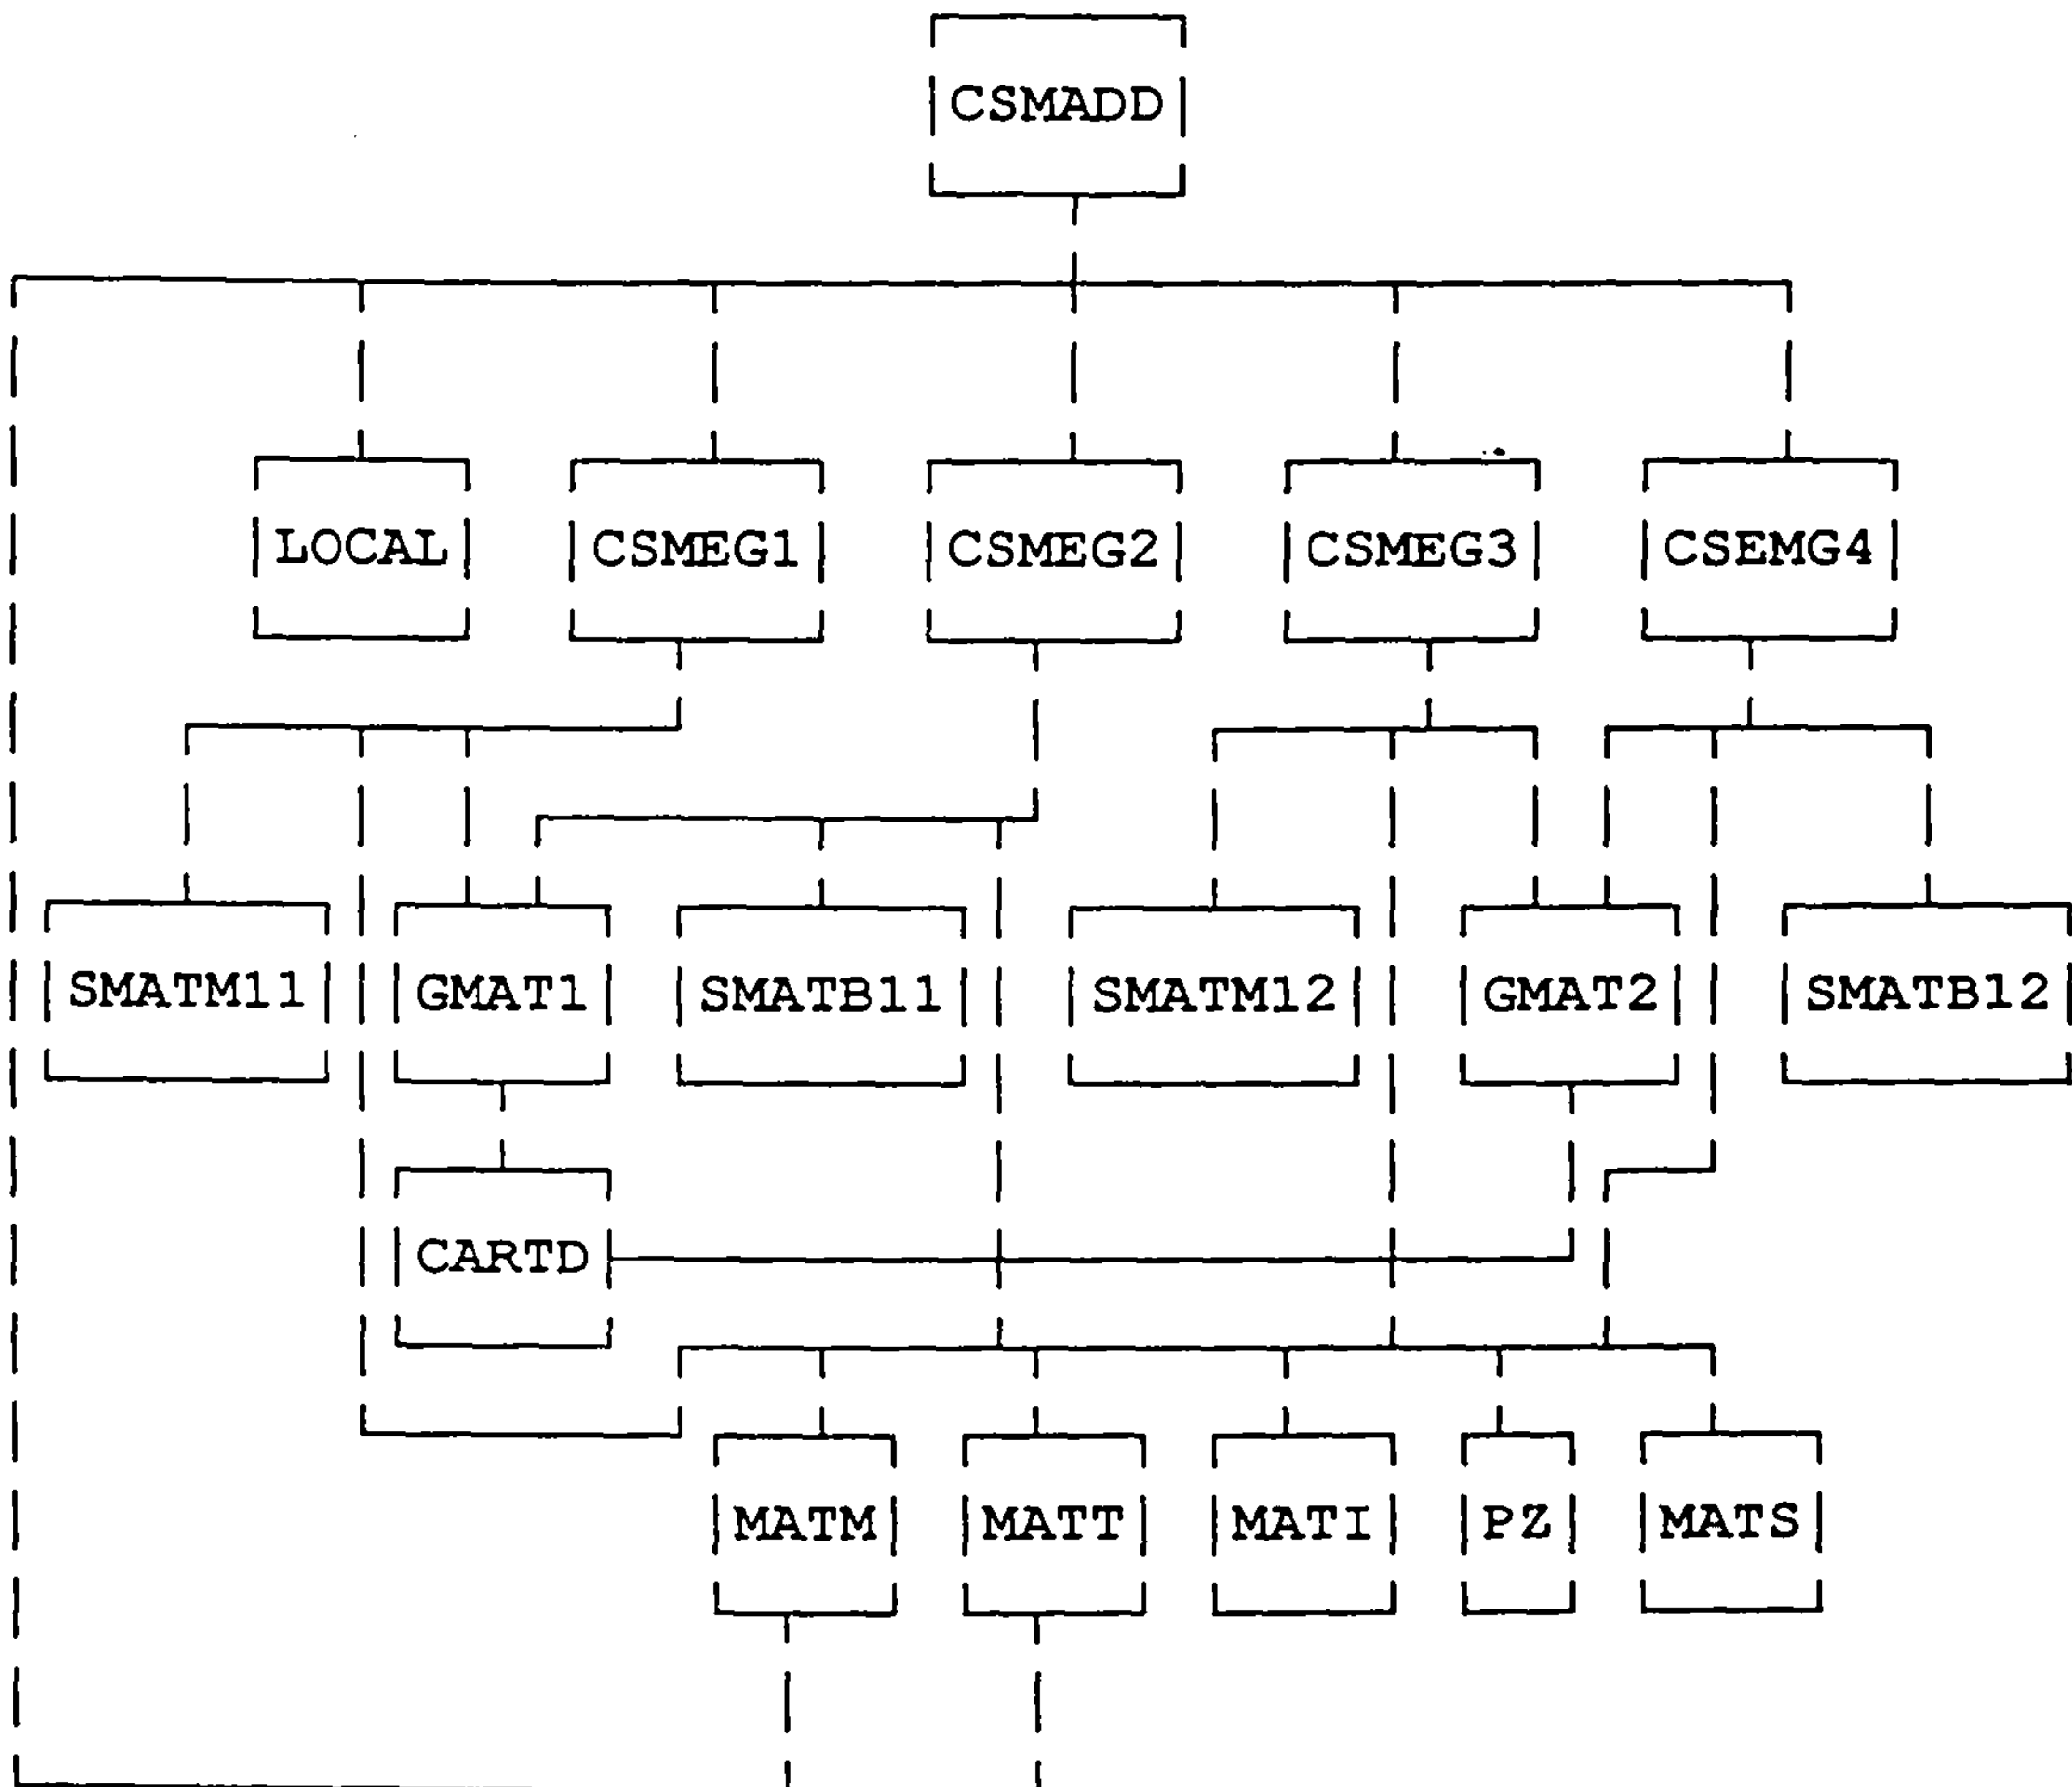 CSMADD
LOCAL CSMEG1 CSMEG2 CSMEG3 CSEMG4
SMATM11 GMAT1 SMATB11 SMATM12 GMAT2 SMATB12
CARTD
MATM MATT MATI PZ MATS